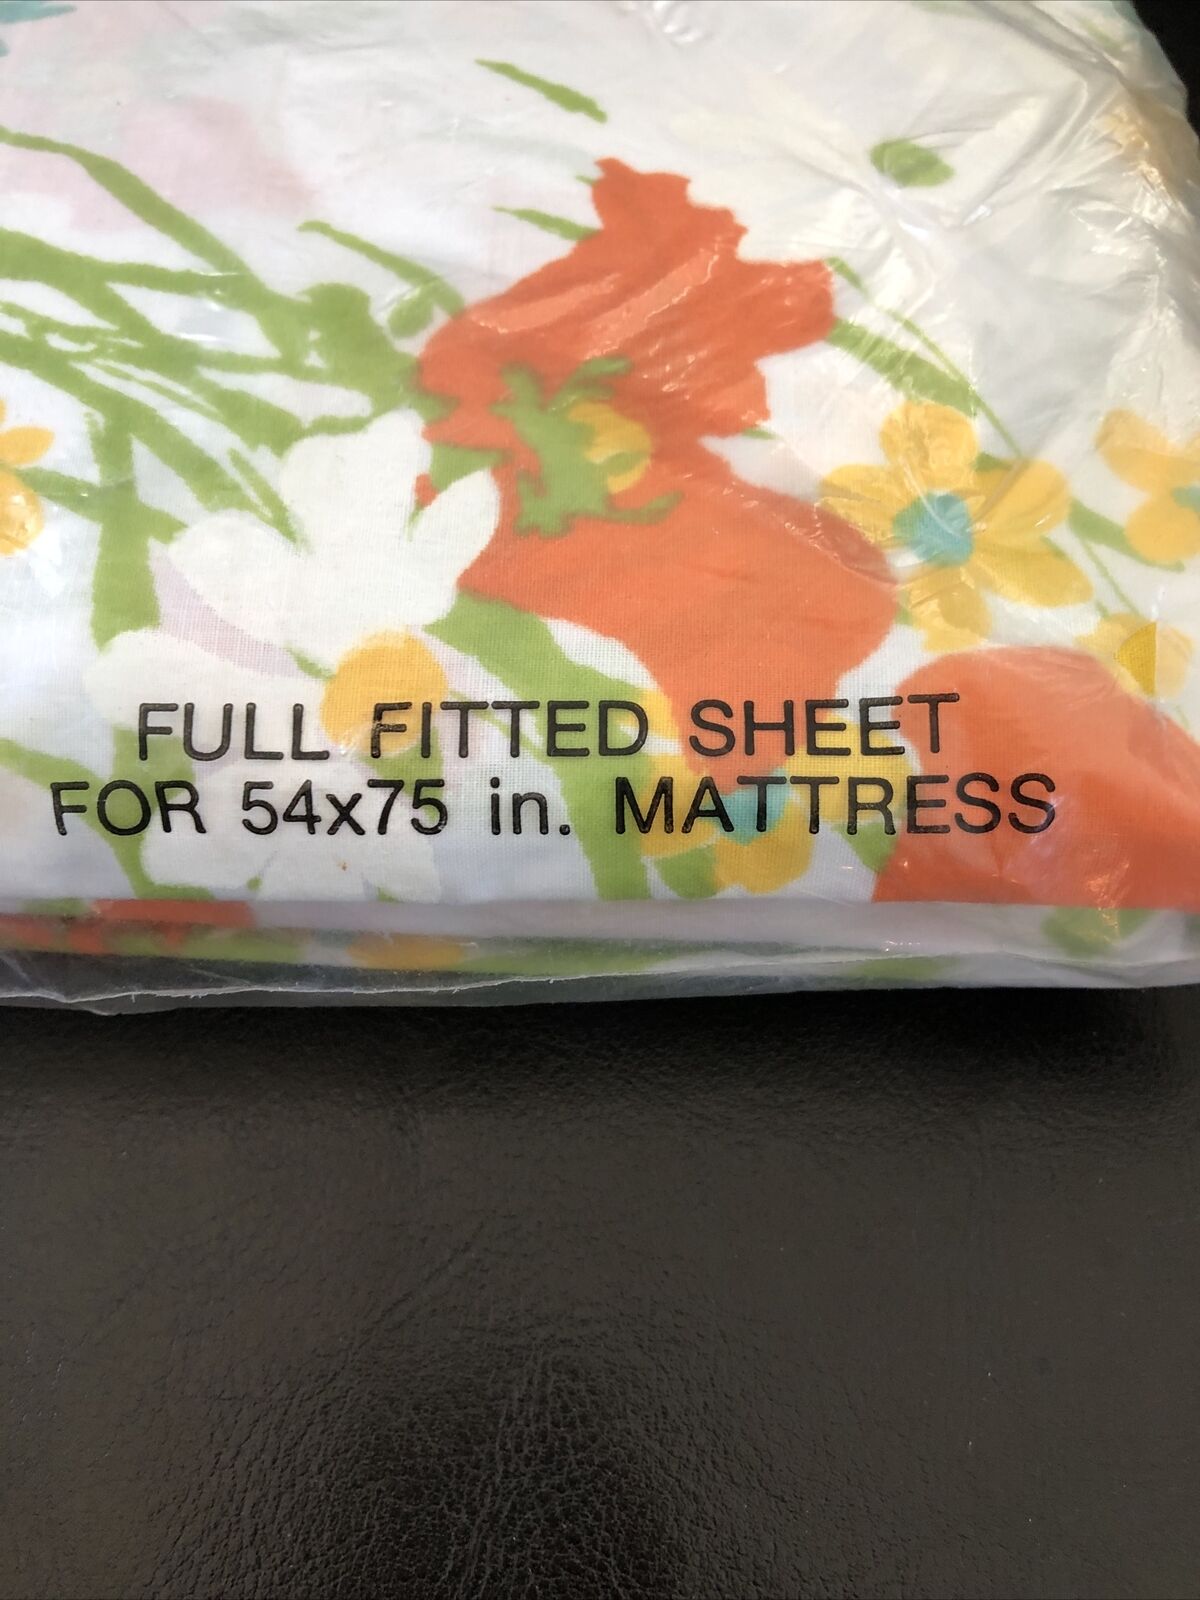 FULL FITTED SHEET
FOR 54x75 in. MATTRESS